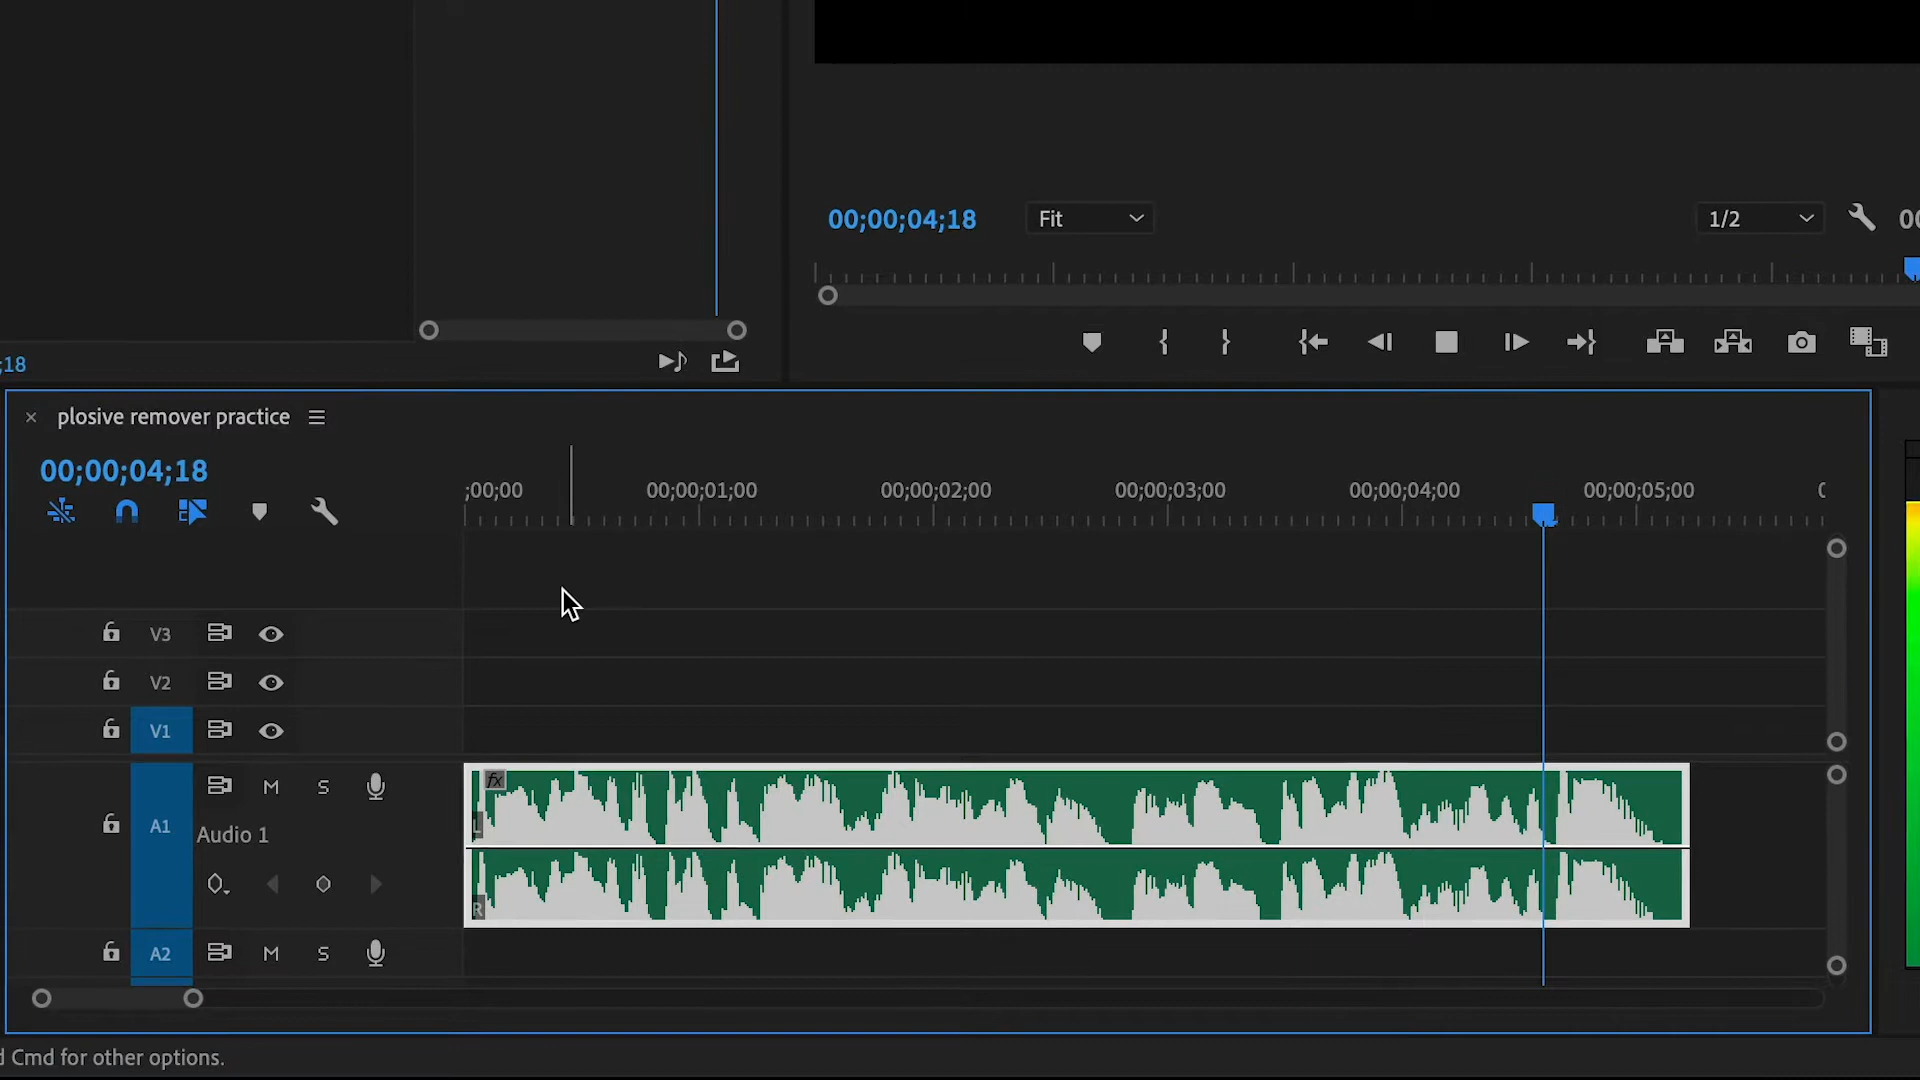 00;00;04;18
Fit
1/2
00
;18
plosive remover practice
00;00;04;18
;00;00
00;00;01;00
00;00;02;00
00;00;03;00
00;00;04;00
00;00;05;00
V3
V2
V1
fx
M
S
L
A1
Audio 1
R
A2
M
S
d Cmd for other options.